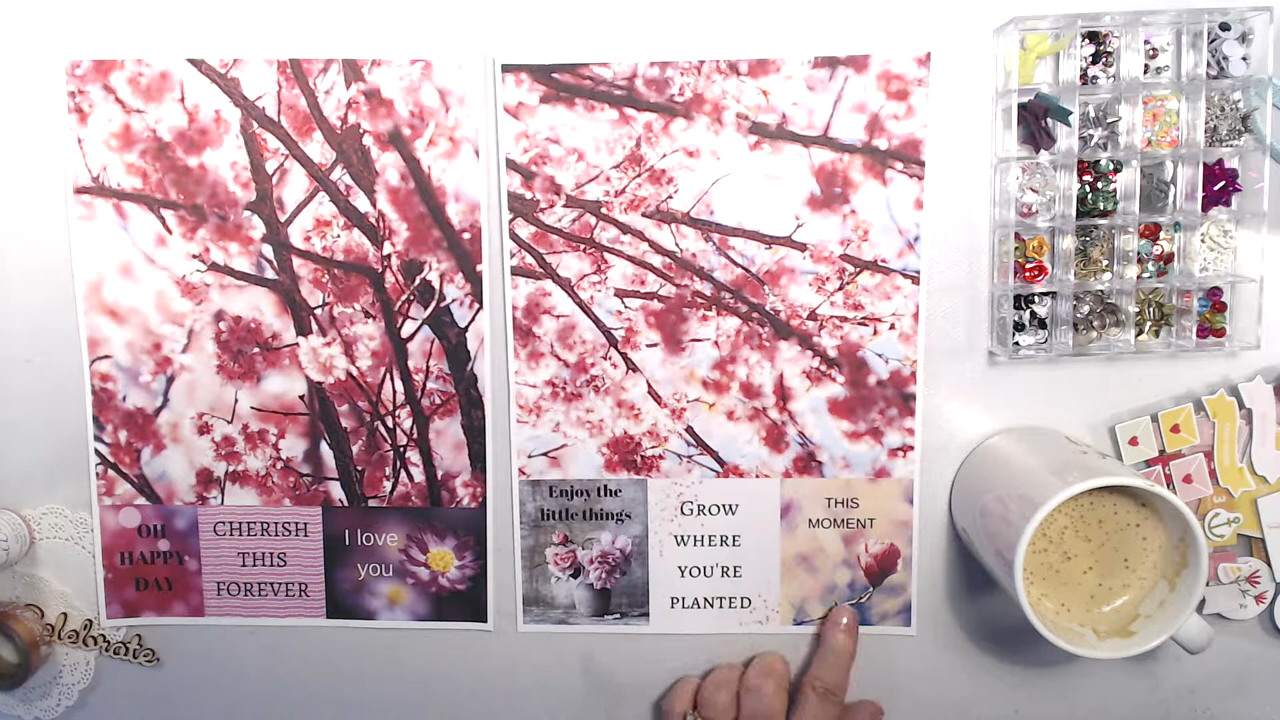 OH
HAPPY
DAY
CHERISH
THIS
FOREVER
I love
you
Enjoy the
little things
GROW
WHERE
YOU'RE
PLANTED
THIS
MOMENT
Celebrate
3